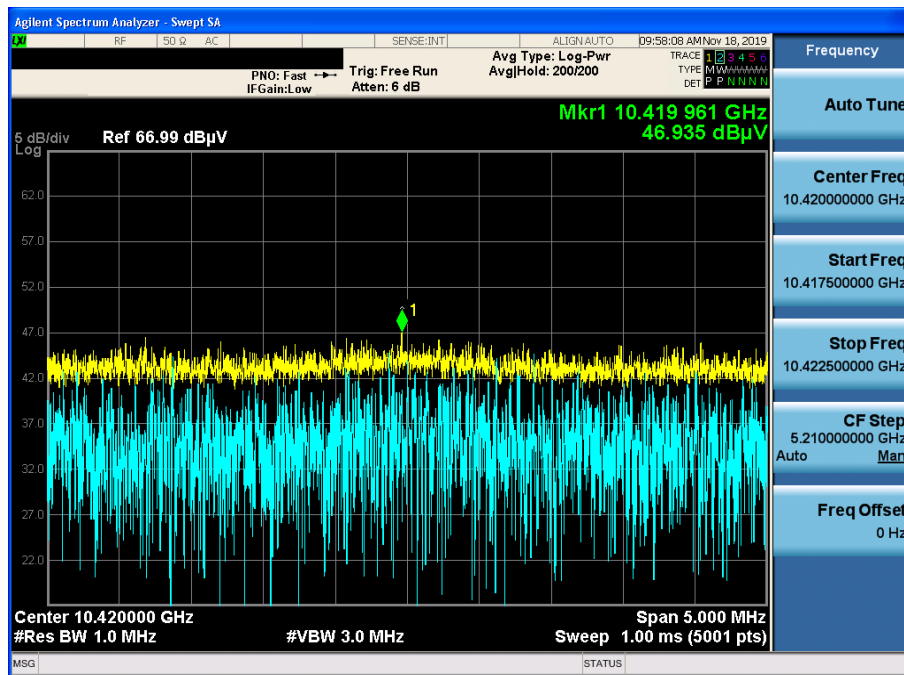 Agilent Spectrum Analyzer - Swept SA
LXI RF 50 Ω AC SENSE:INT ALIGN AUTO 09:58:08 AM Nov 18, 2019
PNO: Fast Trig: Free Run Avg Type: Log-Pwr TRACE 1 2 3 4 5 6
IFGain:Low Atten: 6 dB Avg|Hold: 200/200 TYPE M WWWWW
DET P P N N N N
Mkr1 10.419 961 GHz
46.935 dBµV
5 dB/div Ref 66.99 dBµV
Log
62.0
57.0
52.0
1
47.0
42.0
37.0
32.0
27.0
22.0
Center 10.420000 GHz Span 5.000 MHz
#Res BW 1.0 MHz #VBW 3.0 MHz Sweep 1.00 ms (5001 pts)
MSG STATUS
Frequency
Auto Tune
Center Freq
10.420000000 GHz
Start Freq
10.417500000 GHz
Stop Freq
10.422500000 GHz
CF Step
5.210000000 GHz
Auto Man
Freq Offset
0 Hz